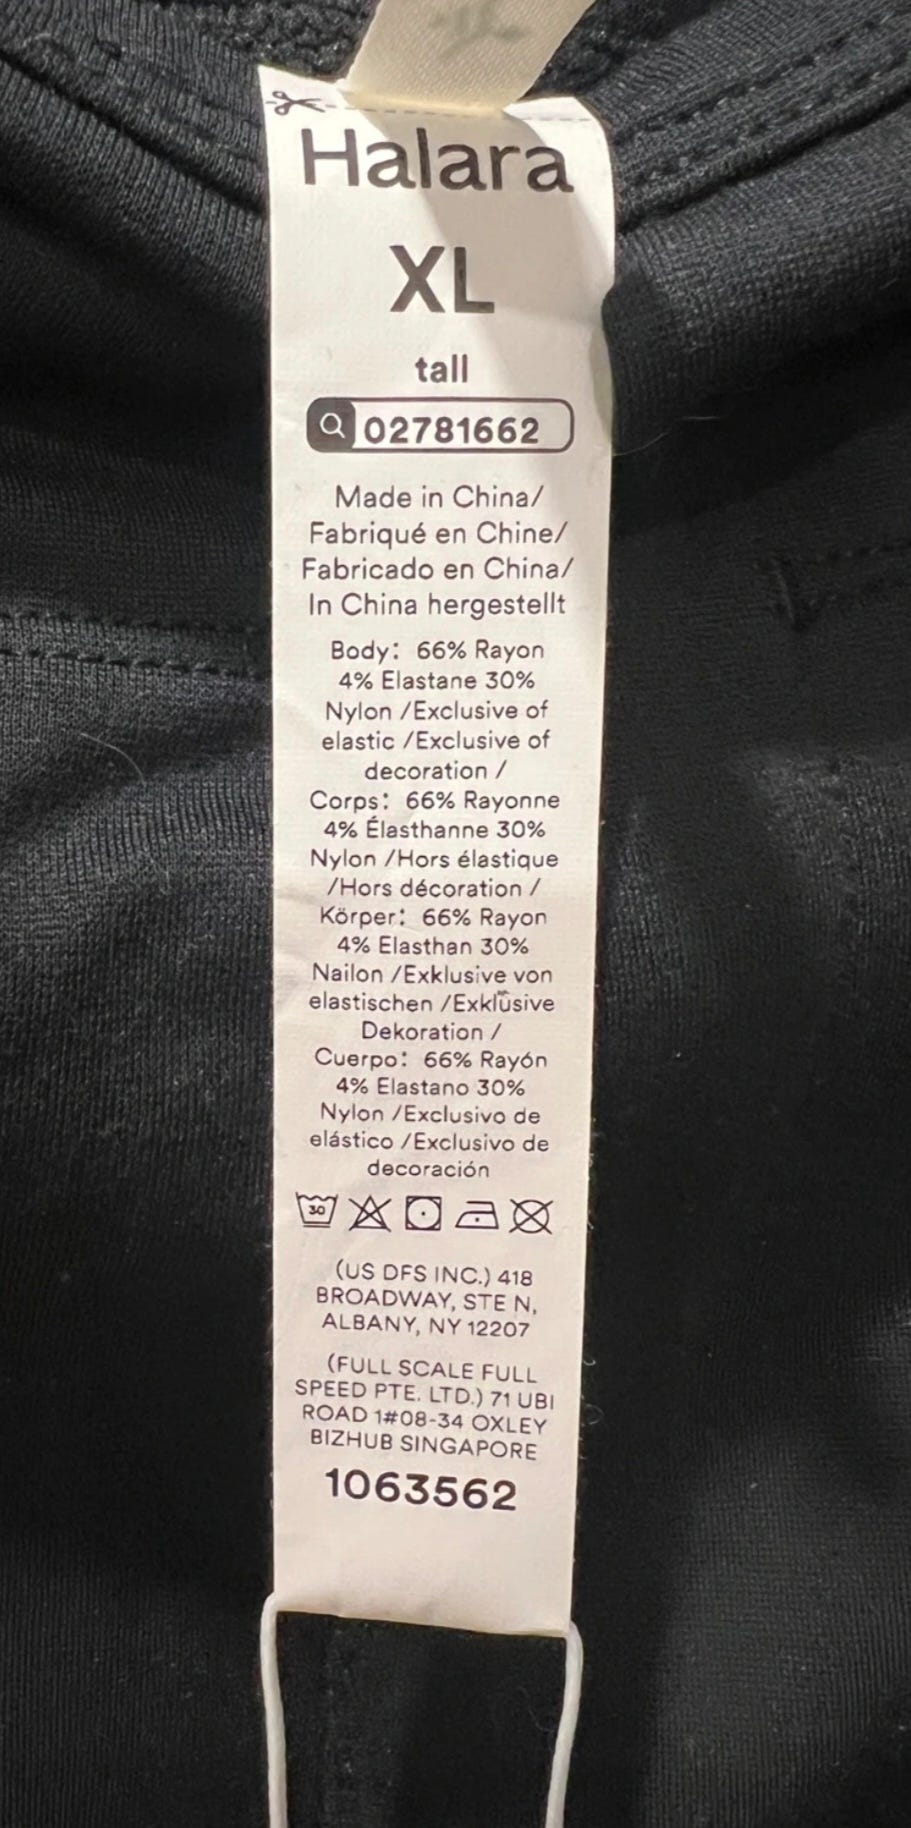 Halara
XL
tall
02781662
Made in China/
Fabriqué en Chine/
Fabricado en China/
In China hergestellt
Body: 66% Rayon
4% Elastane 30%
Nylon /Exclusive of
elastic /Exclusive of
decoration /
Corps: 66% Rayonne
4% Élasthanne 30%
Nylon /Hors élastique
/Hors décoration /
Körper: 66% Rayon
4% Elasthan 30%
Nailon /Exklusive von
elastischen /Exklusive
Dekoration /
Cuerpo: 66% Rayón
4% Elastano 30%
Nylon /Exclusivo de
elástico /Exclusivo de
decoración
30
(US DFS INC.) 418
BROADWAY, STE N,
ALBANY, NY 12207
(FULL SCALE FULL
SPEED PTE. LTD.) 71 UBI
ROAD 1#08-34 OXLEY
BIZHUB SINGAPORE
1063562